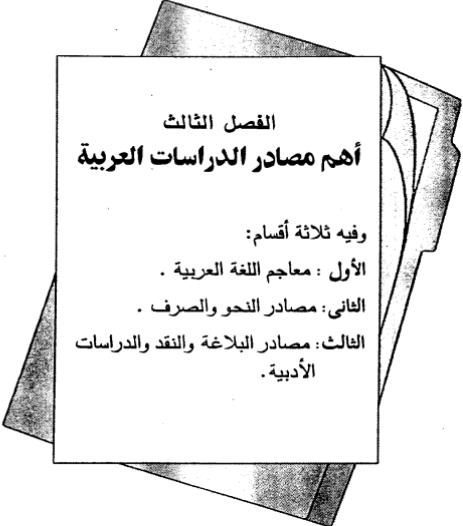 الفصل الثالث
أهم مصادر الدراسات العربية
وفيه ثلاثة أقسام:
الأول : معاجم اللغة العربية .
الثانى: مصادر النحو والصرف .
الثالث: مصادر البلاغة والنقد والدراسات
الأدبية.